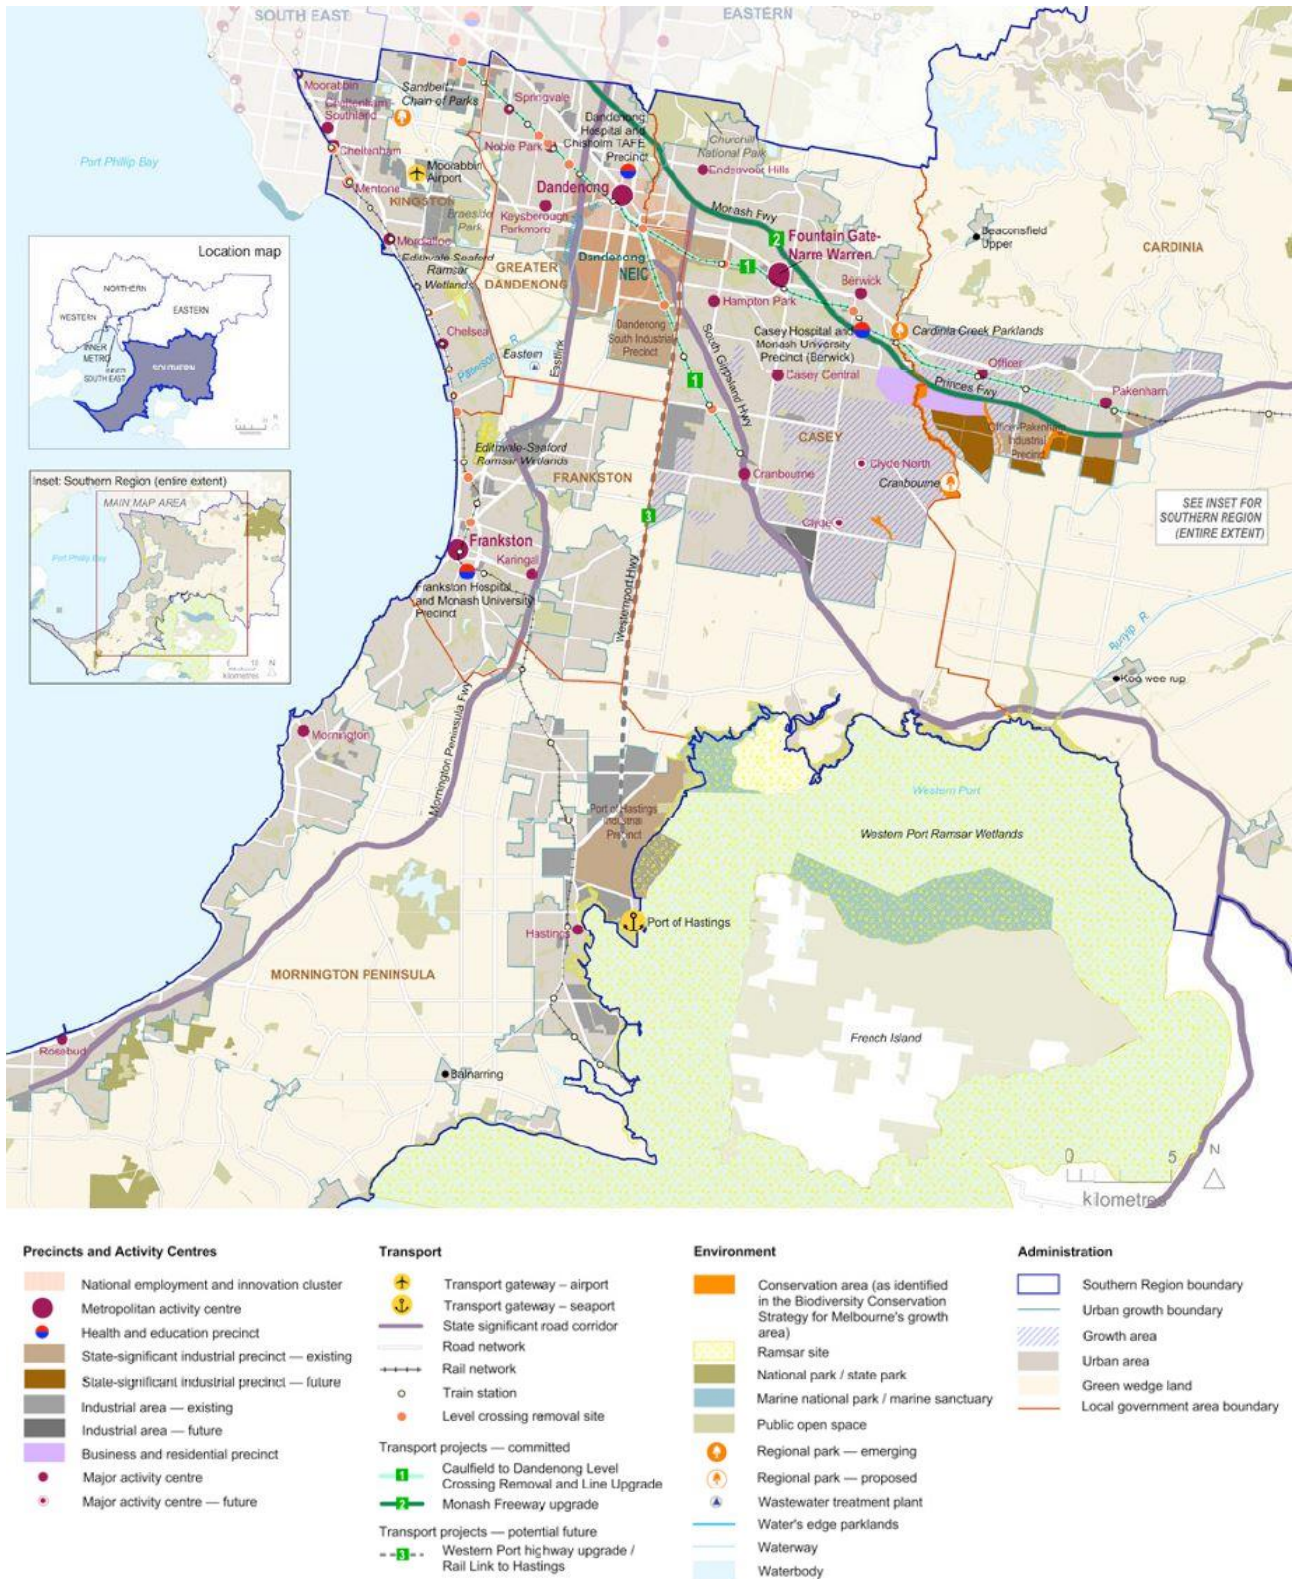 SOUTH EAST
EASTERN
Moorabbin
Cheltenham-
Southland
Sandbelt /
Chain of Parks
Springvale
Dandenong
Hospital and
Chisholm TAFE
Precinct
Churchill
National Park
Port Phillip Bay
Cheltenham
Noble Park
Moorabbin
Airport
Endeavour Hills
Mentone
KINGSTON
Dandenong
Braeside
Park
Keysborough
Parkmore
Monash Fwy
Mordialloc
Beaconsfield
Upper
CARDINIA
2
Fountain Gate-
Narre Warren
Edithvale-Seaford
Ramsar
Wetlands
GREATER
DANDENONG
Dandenong
NEIC
1
Berwick
Hampton Park
Chelsea
Dandenong
South Industrial
Precinct
South Gippsland Hwy
Casey Hospital and
Monash University
Precinct (Berwick)
Cardinia Creek Parklands
Patterson R
Eastern
Eastlink
1
Casey Central
Officer
Princes Fwy
Pakenham
Officer-Pakenham
Industrial
Precinct
CASEY
Edithvale-Seaford
Ramsar Wetlands
FRANKSTON
Cranbourne
Clyde North
Cranbourne
3
Clyde
SEE INSET FOR
SOUTHERN REGION
(ENTIRE EXTENT)
Frankston
Karingal
Frankston Hospital
and Monash University
Precinct
Westernport Hwy
Bunyip R
Koo wee rup
Mornington
Mornington Peninsula Fwy
Western Port
Port of Hastings
Industrial
Precinct
Western Port Ramsar Wetlands
Port of Hastings
Hastings
MORNINGTON PENINSULA
French Island
Rosebud
Balnarring
0 5
kilometres
N
Location map
NORTHERN
WESTERN
EASTERN
INNER
METRO
INNER
SOUTH EAST
SOUTHERN
N
Inset: Southern Region (entire extent)
MAIN MAP AREA
Port Phillip Bay
0 10
kilometres
N
Precincts and Activity Centres
National employment and innovation cluster
Metropolitan activity centre
Health and education precinct
State-significant industrial precinct — existing
State-significant industrial precinct — future
Industrial area — existing
Industrial area — future
Business and residential precinct
Major activity centre
Major activity centre — future
Transport
Transport gateway – airport
Transport gateway – seaport
State significant road corridor
Road network
Rail network
Train station
Level crossing removal site
Transport projects — committed
1 Caulfield to Dandenong Level
Crossing Removal and Line Upgrade
2 Monash Freeway upgrade
Transport projects — potential future
3 Western Port highway upgrade /
Rail Link to Hastings
Environment
Conservation area (as identified
in the Biodiversity Conservation
Strategy for Melbourne's growth
area)
Ramsar site
National park / state park
Marine national park / marine sanctuary
Public open space
Regional park — emerging
Regional park — proposed
Wastewater treatment plant
Water's edge parklands
Waterway
Waterbody
Administration
Southern Region boundary
Urban growth boundary
Growth area
Urban area
Green wedge land
Local government area boundary